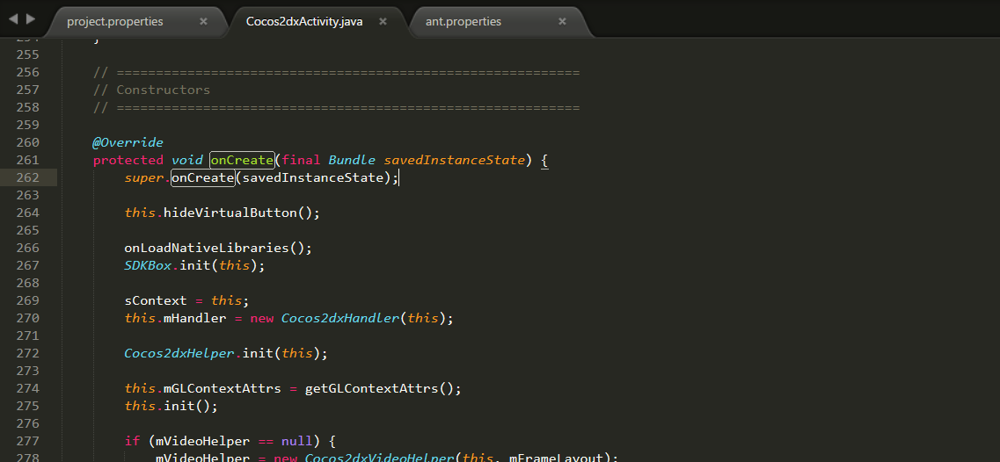 project.properties × Cocos2dxActivity.java × ant.properties ×
254 }
255
256 // ===========================================================
257 // Constructors
258 // ===========================================================
259
260 @Override
261 protected void onCreate(final Bundle savedInstanceState) {
262 super.onCreate(savedInstanceState);
263
264 this.hideVirtualButton();
265
266 onLoadNativeLibraries();
267 SDKBox.init(this);
268
269 sContext = this;
270 this.mHandler = new Cocos2dxHandler(this);
271
272 Cocos2dxHelper.init(this);
273
274 this.mGLContextAttrs = getGLContextAttrs();
275 this.init();
276
277 if (mVideoHelper == null) {
278 mVideoHelper = new Cocos2dxVideoHelper(this, mFrameLayout);